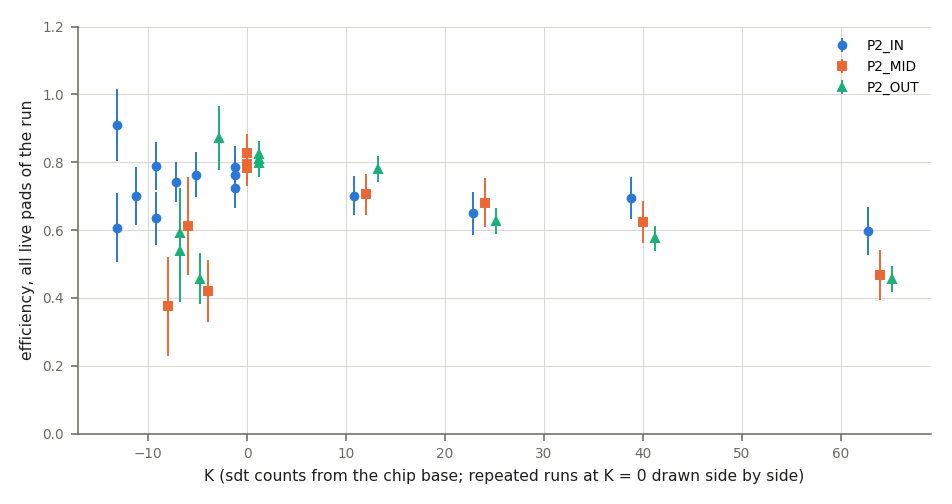 1.2
1.0
0.8
0.6
0.4
0.2
0.0
efficiency, all live pads of the run
P2_IN
P2_MID
P2_OUT
−10 0 10 20 30 40 50 60
K (sdt counts from the chip base; repeated runs at K = 0 drawn side by side)